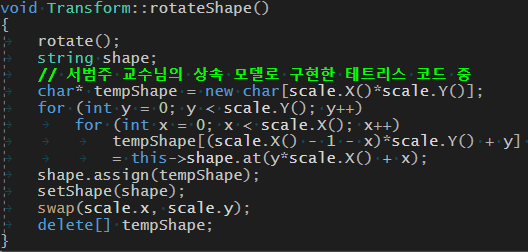 void Transform::rotateShape()
{
rotate();
string shape;
// 서범주 교수님의 상속 모델로 구현한 테트리스 코드 중
char* tempShape = new char[scale.X()*scale.Y()];
for (int y = 0; y < scale.Y(); y++)
for (int x = 0; x < scale.X(); x++)
tempShape[(scale.X() - 1 - x)*scale.Y() + y]
= this->shape.at(y*scale.X() + x);
shape.assign(tempShape);
setShape(shape);
swap(scale.x, scale.y);
delete[] tempShape;
}